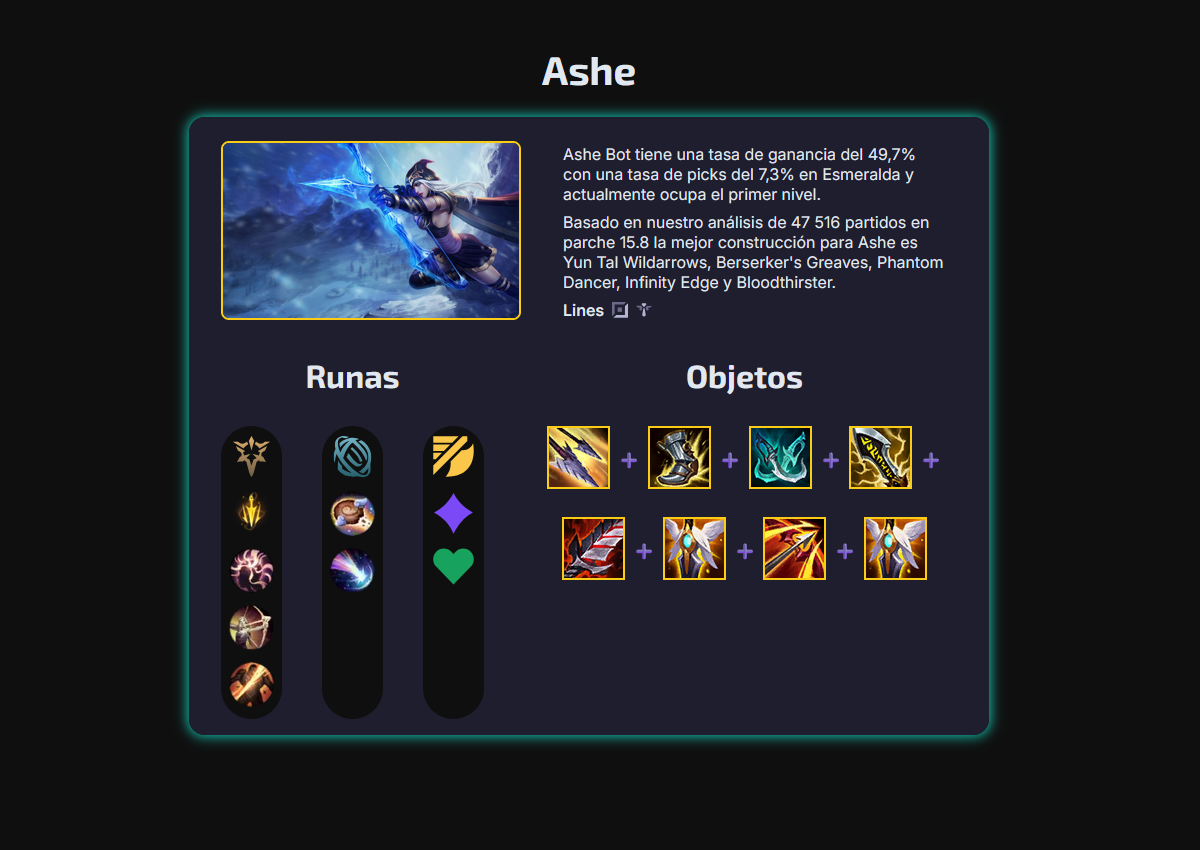 Ashe
Ashe Bot tiene una tasa de ganancia del 49,7%
con una tasa de picks del 7,3% en Esmeralda y
actualmente ocupa el primer nivel.
Basado en nuestro análisis de 47 516 partidos en
parche 15.8 la mejor construcción para Ashe es
Yun Tal Wildarrows, Berserker's Greaves, Phantom
Dancer, Infinity Edge y Bloodthirster.
Lines
Runas
Objetos
+
+
+
+
+
+
+